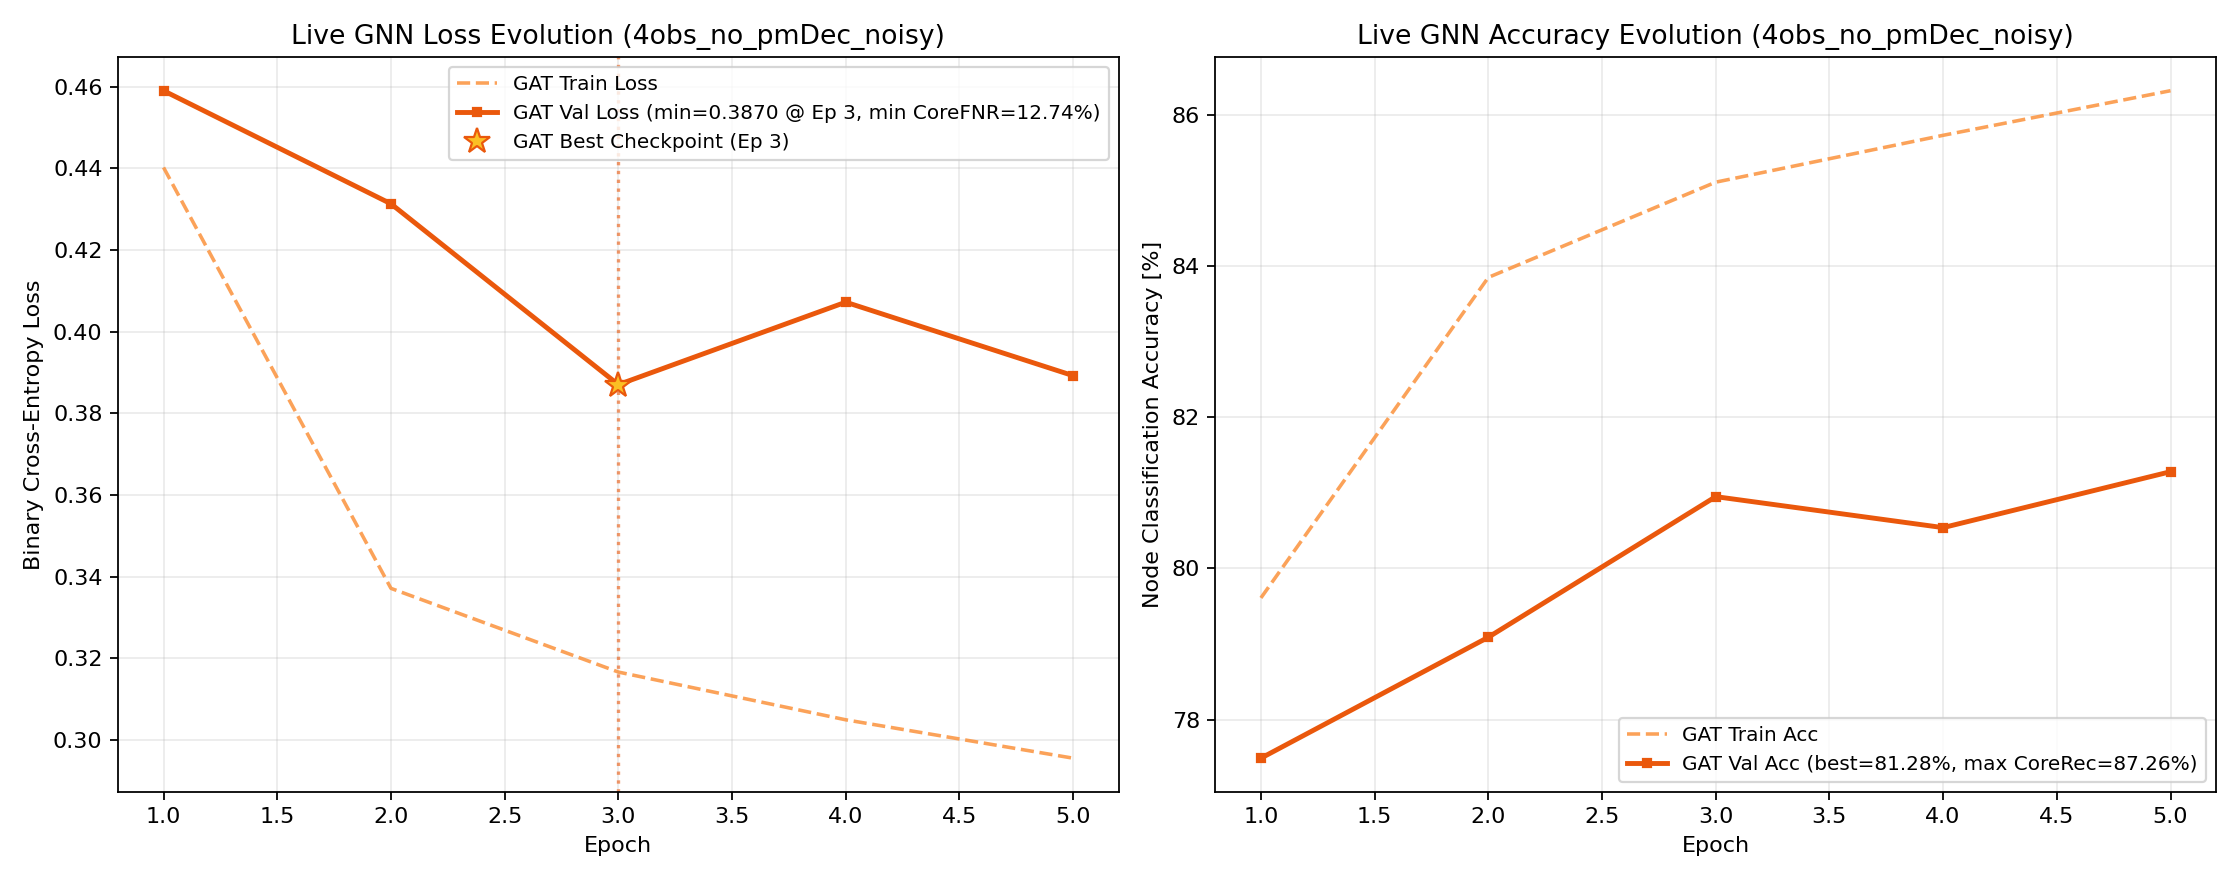 Live GNN Loss Evolution (4obs_no_pmDec_noisy)
Binary Cross-Entropy Loss
0.46
0.44
0.42
0.40
0.38
0.36
0.34
0.32
0.30
GAT Train Loss
GAT Val Loss (min=0.3870 @ Ep 3, min CoreFNR=12.74%)
GAT Best Checkpoint (Ep 3)
1.0 1.5 2.0 2.5 3.0 3.5 4.0 4.5 5.0
Epoch
Live GNN Accuracy Evolution (4obs_no_pmDec_noisy)
Node Classification Accuracy [%]
86
84
82
80
78
GAT Train Acc
GAT Val Acc (best=81.28%, max CoreRec=87.26%)
1.0 1.5 2.0 2.5 3.0 3.5 4.0 4.5 5.0
Epoch